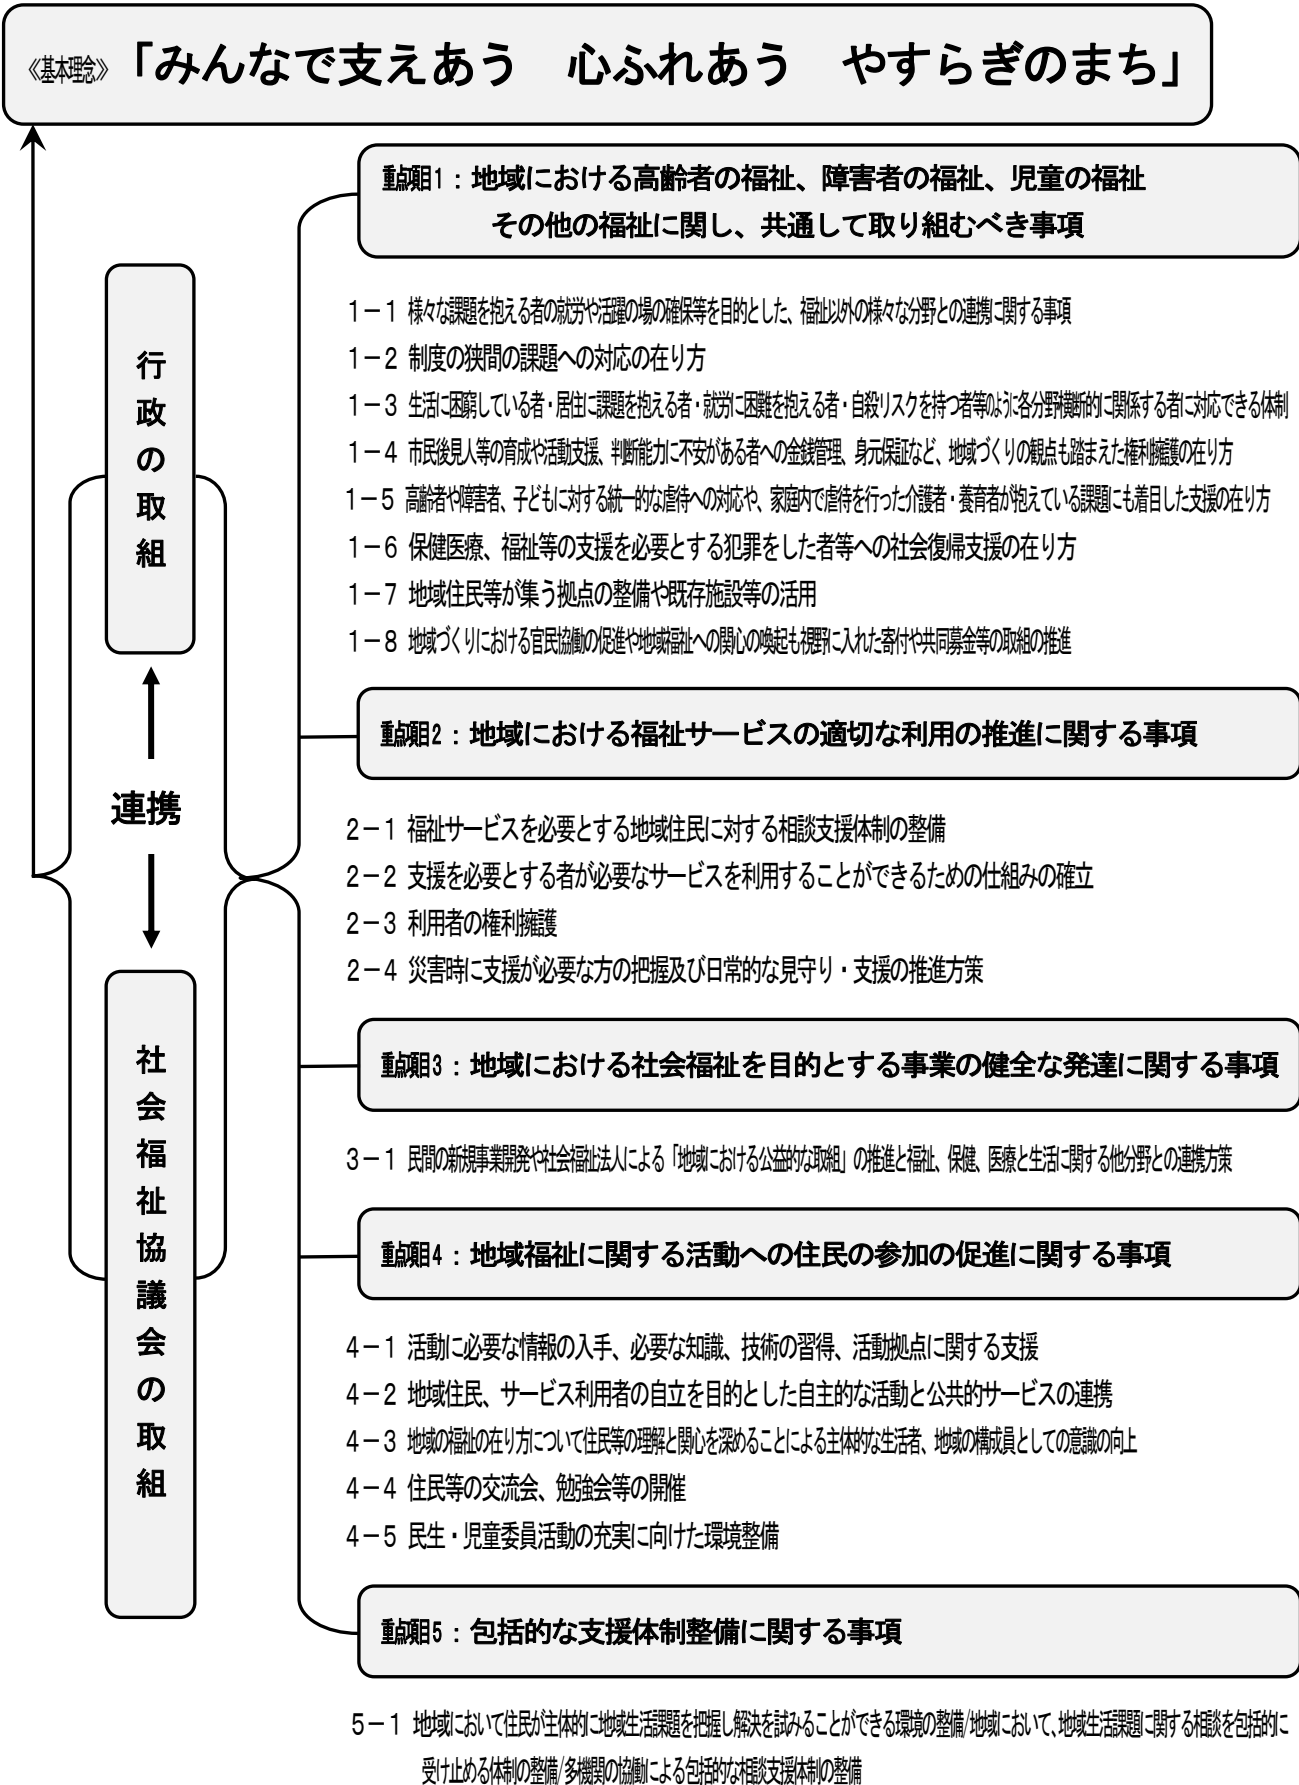 《基本理念》「みんなで支えあう　心ふれあう　やすらぎのまち」
行政の取組
連携
社会福祉協議会の取組
重点項目1：地域における高齢者の福祉、障害者の福祉、児童の福祉
その他の福祉に関し、共通して取り組むべき事項
1－1 様々な課題を抱える者の就労や活躍の場の確保等を目的とした、福祉以外の様々な分野との連携に関する事項
1－2 制度の狭間の課題への対応の在り方
1－3 生活に困窮している者・居住に課題を抱える者・就労に困難を抱える者・自殺リスクを持つ者等のように各分野横断的に関係する者に対応できる体制
1－4 市民後見人等の育成や活動支援、判断能力に不安がある者への金銭管理、身元保証など、地域づくりの観点も踏まえた権利擁護の在り方
1－5 高齢者や障害者、子どもに対する統一的な虐待への対応や、家庭内で虐待を行った介護者・養育者が抱えている課題にも着目した支援の在り方
1－6 保健医療、福祉等の支援を必要とする犯罪をした者等への社会復帰支援の在り方
1－7 地域住民等が集う拠点の整備や既存施設等の活用
1－8 地域づくりにおける官民協働の促進や地域福祉への関心の喚起も視野に入れた寄付や共同募金等の取組の推進
重点項目2：地域における福祉サービスの適切な利用の推進に関する事項
2－1 福祉サービスを必要とする地域住民に対する相談支援体制の整備
2－2 支援を必要とする者が必要なサービスを利用することができるための仕組みの確立
2－3 利用者の権利擁護
2－4 災害時に支援が必要な方の把握及び日常的な見守り・支援の推進方策
重点項目3：地域における社会福祉を目的とする事業の健全な発達に関する事項
3－1 民間の新規事業開発や社会福祉法人による「地域における公益的な取組」の推進と福祉、保健、医療と生活に関する他分野との連携方策
重点項目4：地域福祉に関する活動への住民の参加の促進に関する事項
4－1 活動に必要な情報の入手、必要な知識、技術の習得、活動拠点に関する支援
4－2 地域住民、サービス利用者の自立を目的とした自主的な活動と公共的サービスの連携
4－3 地域の福祉の在り方について住民等の理解と関心を深めることによる主体的な生活者、地域の構成員としての意識の向上
4－4 住民等の交流会、勉強会等の開催
4－5 民生・児童委員活動の充実に向けた環境整備
重点項目5：包括的な支援体制整備に関する事項
5－1 地域において住民が主体的に地域生活課題を把握し解決を試みることができる環境の整備/地域において、地域生活課題に関する相談を包括的に
受け止める体制の整備/多機関の協働による包括的な相談支援体制の整備